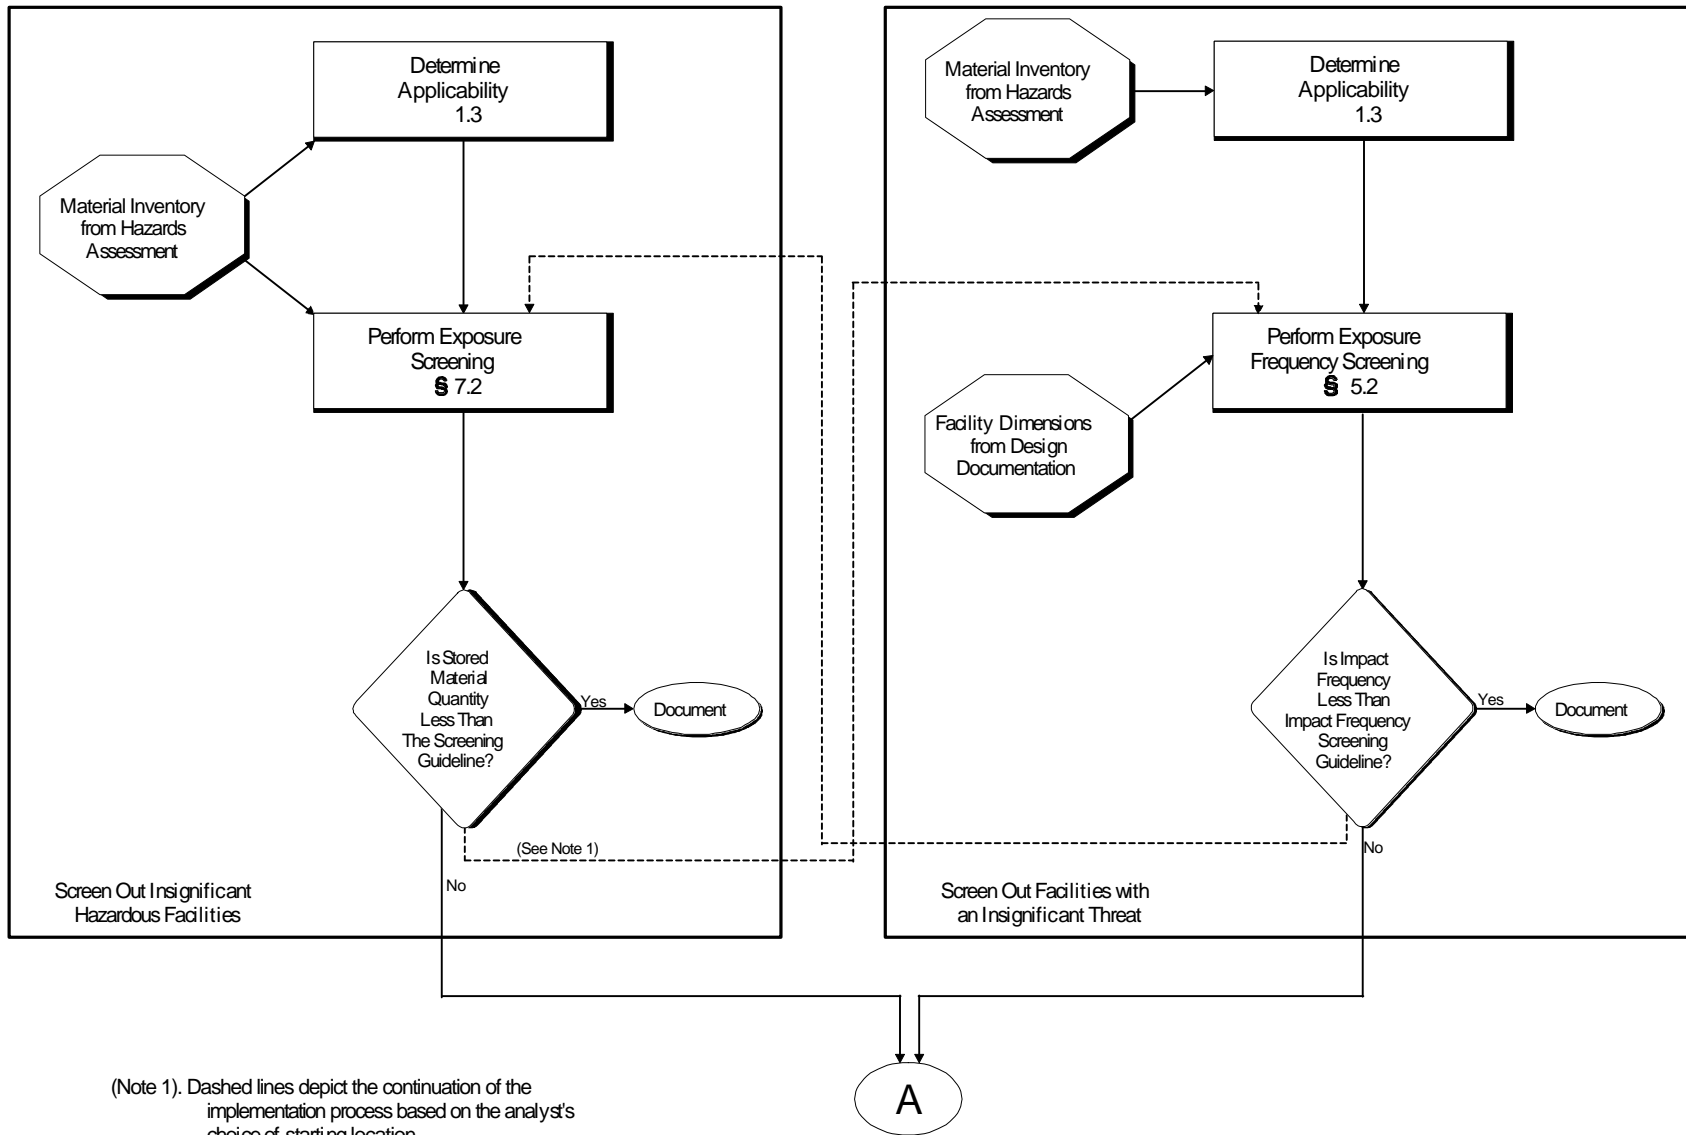 Determine
Applicability
1.3
Material Inventory
from Hazards
Assessment
Perform Exposure
Screening
§ 7.2
Is Stored
Material
Quantity
Less Than
The Screening
Guideline?
Yes
Document
(See Note 1)
No
Screen Out Insignificant
Hazardous Facilities
Material Inventory
from Hazards
Assessment
Determine
Applicability
1.3
Perform Exposure
Frequency Screening
§ 5.2
Facility Dimensions
from Design
Documentation
Is Impact
Frequency
Less Than
Impact Frequency
Screening
Guideline?
Yes
Document
No
Screen Out Facilities with
an Insignificant Threat
A
(Note 1). Dashed lines depict the continuation of the
implementation process based on the analyst's
choice of starting location